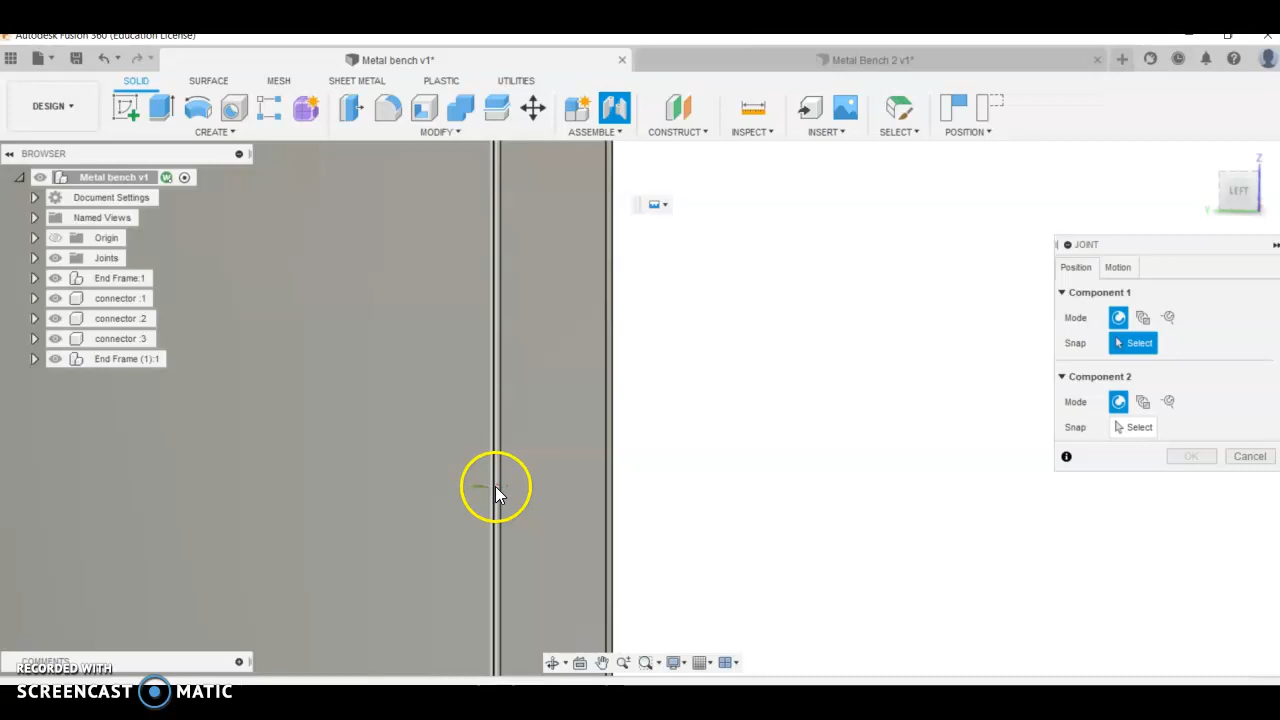 Autodesk Fusion 360 (Education License)
Metal bench v1*
Metal Bench 2 v1*
DESIGN
SOLID
SURFACE
MESH
SHEET METAL
PLASTIC
UTILITIES
CREATE
MODIFY
ASSEMBLE
CONSTRUCT
INSPECT
INSERT
SELECT
POSITION
BROWSER
Metal bench v1
Document Settings
Named Views
Origin
Joints
End Frame:1
connector :1
connector :2
connector :3
End Frame (1):1
Z
LEFT
Y
JOINT
Position Motion
Component 1
Mode
Snap Select
Component 2
Mode
Snap Select
OK Cancel
COMMENTS
RECORDED WITH
SCREENCAST MATIC